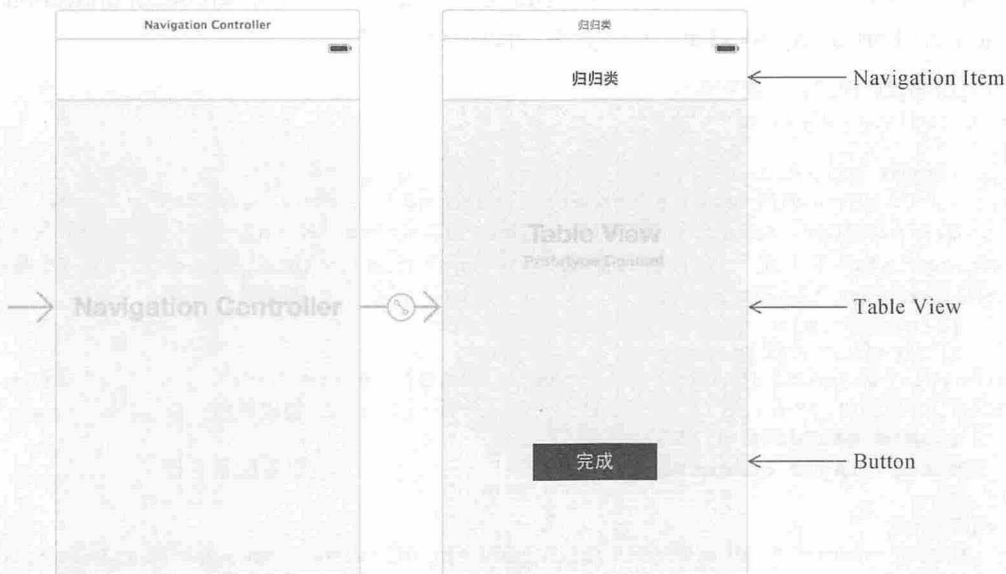 Navigation Controller
归归类
归归类
Navigation Item
Table View
Prototype Content
Navigation Controller
Table View
完成
Button